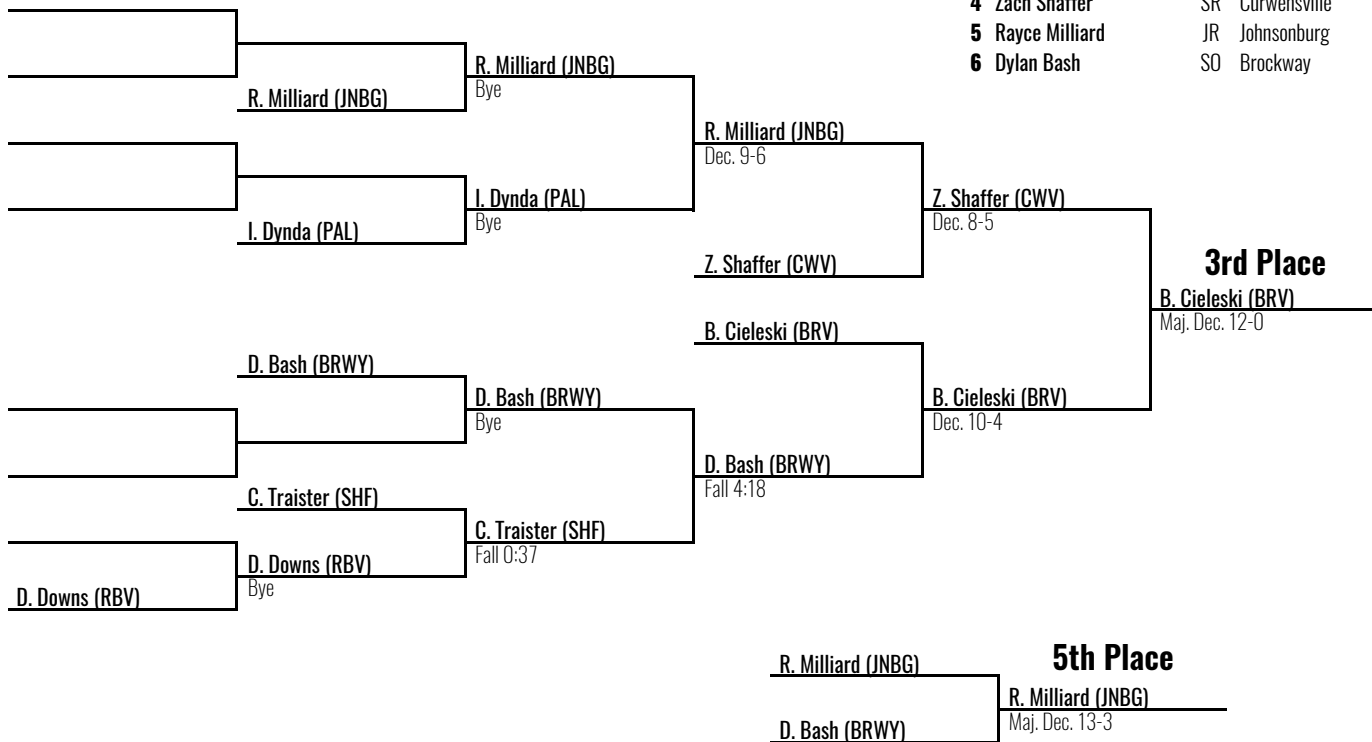 4 Zach Shaffer SR Curwensville
5 Rayce Milliard JR Johnsonburg
6 Dylan Bash SO Brockway
R. Milliard (JNBG)
Bye
R. Milliard (JNBG)
R. Milliard (JNBG)
Dec. 9-6
I. Dynda (PAL)
Bye
I. Dynda (PAL)
Z. Shaffer (CWV)
Dec. 8-5
Z. Shaffer (CWV)
3rd Place
B. Cieleski (BRV)
Maj. Dec. 12-0
B. Cieleski (BRV)
D. Bash (BRWY)
D. Bash (BRWY)
Bye
B. Cieleski (BRV)
Dec. 10-4
D. Bash (BRWY)
Fall 4:18
C. Traister (SHF)
C. Traister (SHF)
Fall 0:37
D. Downs (RBV)
Bye
D. Downs (RBV)
5th Place
R. Milliard (JNBG)
R. Milliard (JNBG)
Maj. Dec. 13-3
D. Bash (BRWY)